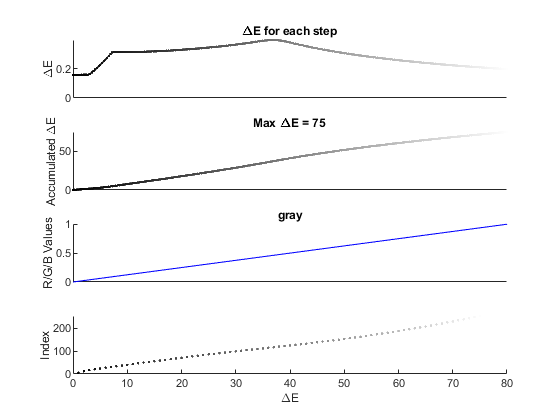 ΔE for each step
ΔE
0.2
0
Max ΔE = 75
Accumulated ΔE
50
0
gray
R/G/B Values
1
0.5
0
Index
200
100
0
0 10 20 30 40 50 60 70 80
ΔE